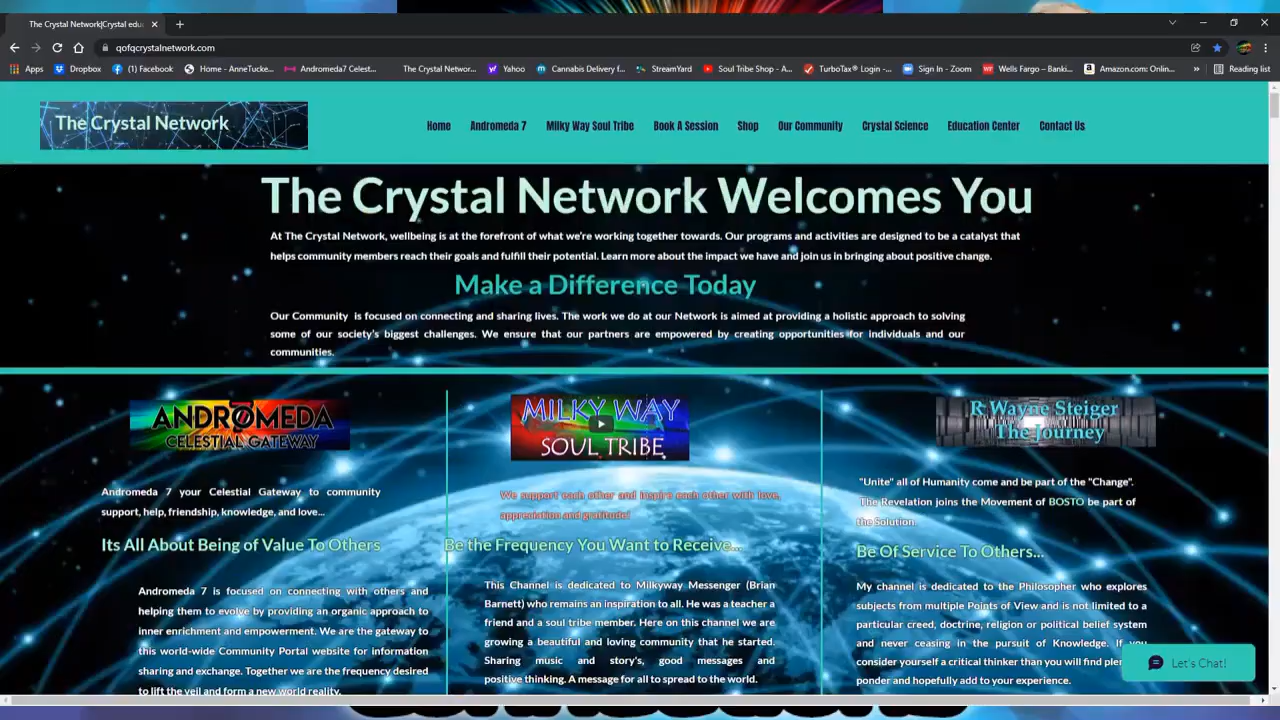 The Crystal Network|Crystal edu
qofqcrystalnetwork.com
Apps
Dropbox
(1) Facebook
Home - AnneTucke...
Andromeda7 Celest...
The Crystal Networ...
Yahoo
Cannabis Delivery f...
StreamYard
Soul Tribe Shop - A...
TurboTax® Login -...
Sign In - Zoom
Wells Fargo – Banki...
Amazon.com: Onlin...
»
Reading list
The Crystal Network
Home
Andromeda 7
Milky Way Soul Tribe
Book A Session
Shop
Our Community
Crystal Science
Education Center
Contact Us
The Crystal Network Welcomes You
At The Crystal Network, wellbeing is at the forefront of what we’re working together towards. Our programs and activities are designed to be a catalyst that
helps community members reach their goals and fulfill their potential. Learn more about the impact we have and join us in bringing about positive change.
Make a Difference Today
Our Community is focused on connecting and sharing lives. The work we do at our Network is aimed at providing a holistic approach to solving
some of our society’s biggest challenges. We ensure that our partners are empowered by creating opportunities for individuals and our
communities.
ANDROMEDA
CELESTIAL GATEWAY
Andromeda 7 your Celestial Gateway to community
support, help, friendship, knowledge, and love...
Its All About Being of Value To Others
Andromeda 7 is focused on connecting with others and
helping them to evolve by providing an organic approach to
inner enrichment and empowerment. We are the gateway to
this world-wide Community Portal website for information
sharing and exchange. Together we are the frequency desired
to lift the veil and form a new world reality.
MILKY WAY
SOUL TRIBE
We support each other and inspire each other with love,
appreciation and gratitude!
Be the Frequency You Want to Receive...
This Channel is dedicated to Milkyway Messenger (Brian
Barnett) who remains an inspiration to all. He was a teacher a
friend and a soul tribe member. Here on this channel we are
growing a beautiful and loving community that he started.
Sharing music and story's, good messages and
positive thinking. A message for all to spread to the world.
R Wayne Steiger
The Journey
"Unite" all of Humanity come and be part of the "Change".
The Revelation joins the Movement of BOSTO be part of
the Solution.
Be Of Service To Others...
My channel is dedicated to the Philosopher who explores
subjects from multiple Points of View and is not limited to a
particular creed, doctrine, religion or political belief system
and never ceasing in the pursuit of Knowledge. If you
consider yourself a critical thinker than you will find
ponder and hopefully add to your experience.
Let's Chat!